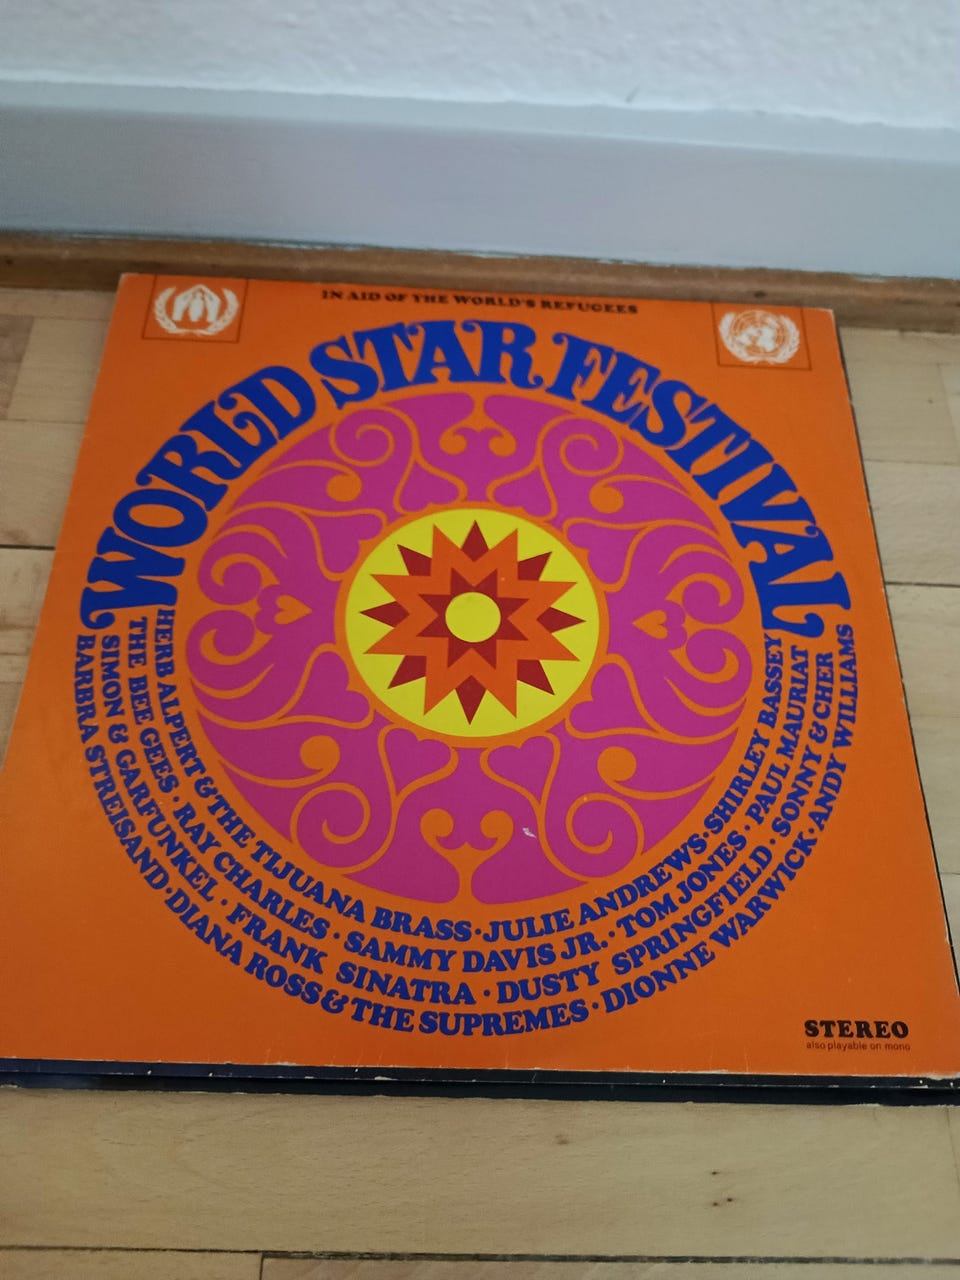 IN AID OF THE WORLD'S REFUGEES
WORLD STAR FESTIVAL
HERB ALPERT & THE TIJUANA BRASS · JULIE ANDREWS · SHIRLEY BASSEY
THE BEE GEES · RAY CHARLES · SAMMY DAVIS JR. · TOM JONES · PAUL MAURIAT
SIMON & GARFUNKEL · FRANK SINATRA · DUSTY SPRINGFIELD · SONNY & CHER
BARBRA STREISAND · DIANA ROSS & THE SUPREMES · DIONNE WARWICK · ANDY WILLIAMS
STEREO
also playable on mono